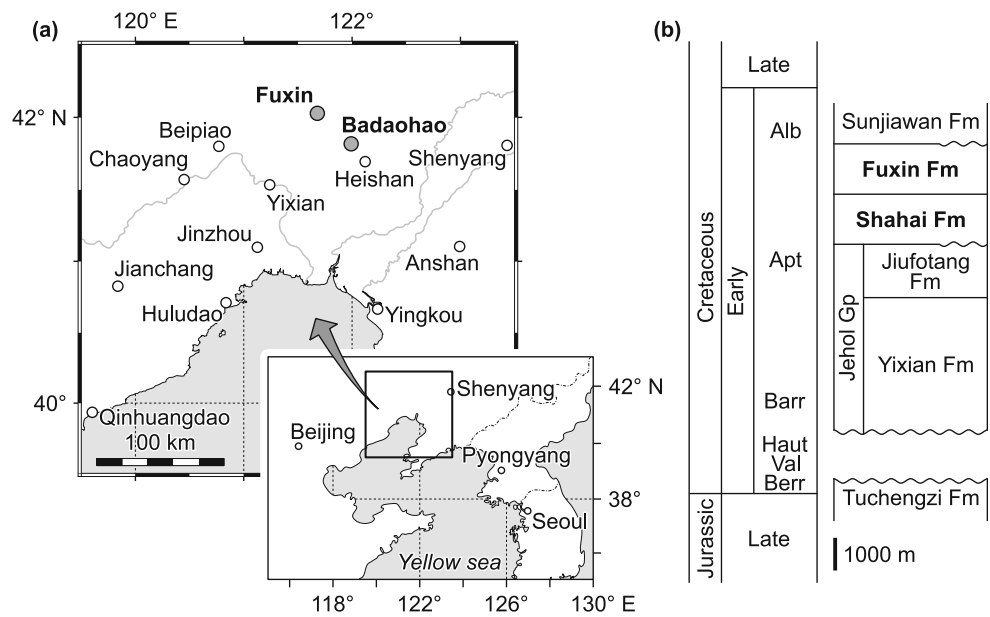 (a)
120° E
122°
42° N
Fuxin
Badaohao
Beipiao
Chaoyang
Shenyang
Heishan
Yixian
Jinzhou
Anshan
Jianchang
Huludao
Yingkou
40°
Qinhuangdao
100 km
42° N
Shenyang
Beijing
Pyongyang
38°
Seoul
Yellow sea
118°
122°
126°
130° E
(b)
Late
Alb
Sunjiawan Fm
Fuxin Fm
Shahai Fm
Cretaceous
Early
Apt
Jiufotang
Fm
Jehol Gp
Yixian Fm
Barr
Haut
Val
Berr
Tuchengzi Fm
Jurassic
Late
1000 m